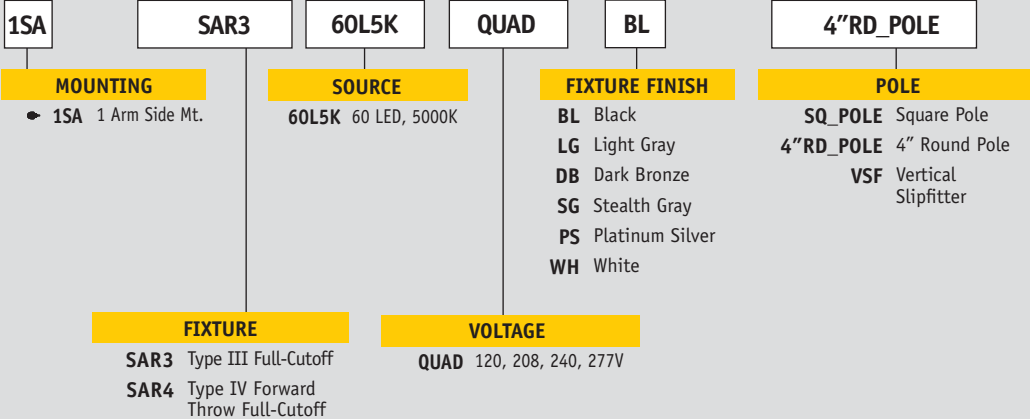 1SA SAR3 60L5K QUAD BL 4”RD_POLE
MOUNTING
1SA 1 Arm Side Mt.
SOURCE
60L5K 60 LED, 5000K
FIXTURE FINISH
BL Black
LG Light Gray
DB Dark Bronze
SG Stealth Gray
PS Platinum Silver
WH White
POLE
SQ_POLE Square Pole
4”RD_POLE 4” Round Pole
VSF Vertical
Slipfitter
FIXTURE
SAR3 Type III Full-Cutoff
SAR4 Type IV Forward
Throw Full-Cutoff
VOLTAGE
QUAD 120, 208, 240, 277V